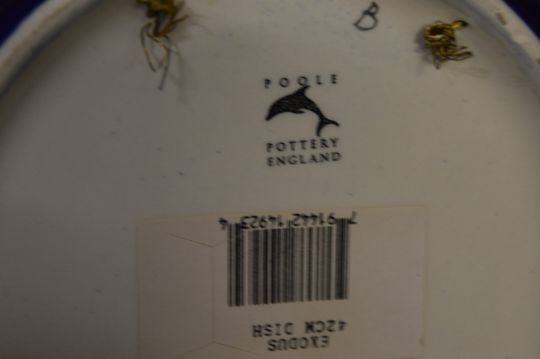 B
POOLE
POTTERY
ENGLAND
EXODUS
42CM DISH
7 91442 14923 4